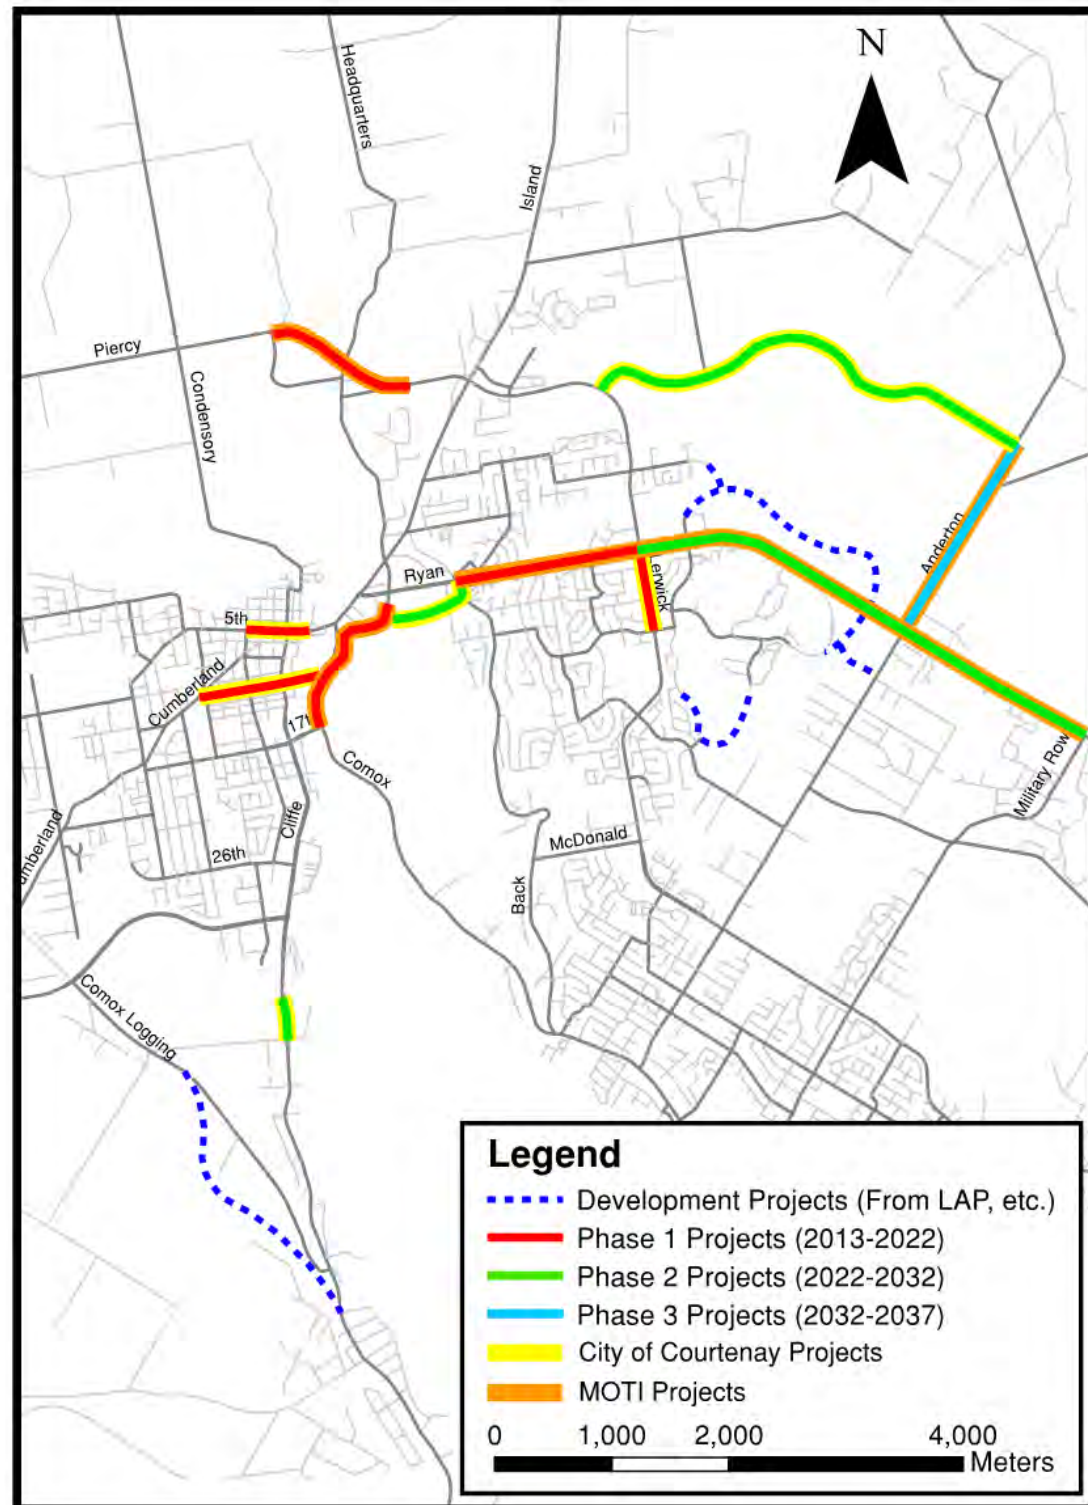 N
Headquarters
Island
Piercy
Condensory
Anderton
Ryan
Lerwick
5th
Cumberland
17th
Comox
Military Row
Cliffe
McDonald
26th
umberland
Back
Comox Logging
Legend
Development Projects (From LAP, etc.)
Phase 1 Projects (2013-2022)
Phase 2 Projects (2022-2032)
Phase 3 Projects (2032-2037)
City of Courtenay Projects
MOTI Projects
0 1,000 2,000 4,000
Meters